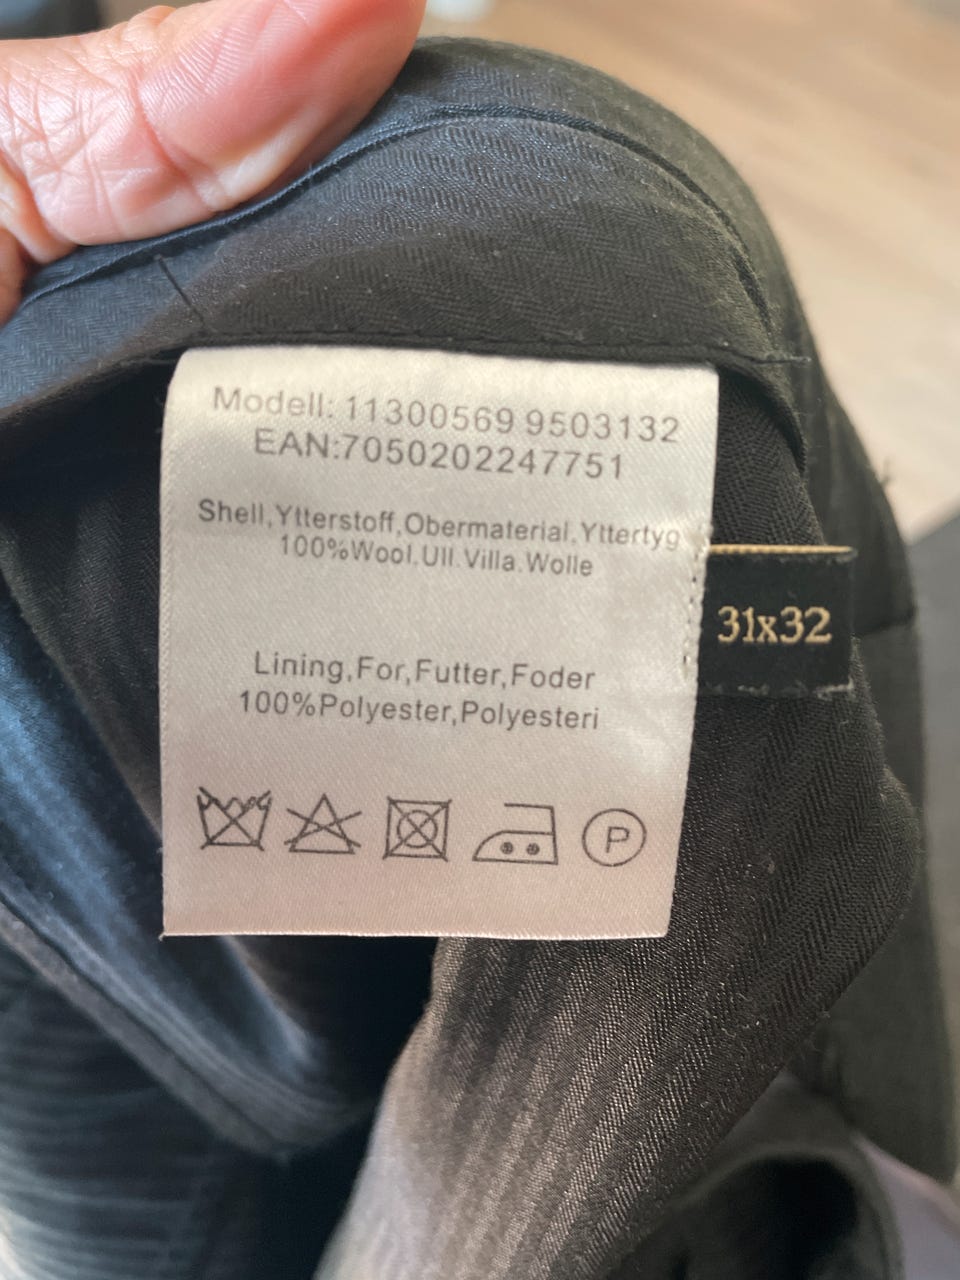 Modell: 11300569 9503132
EAN:7050202247751
Shell,Ytterstoff,Obermaterial,Yttertyg
100%Wool.Ull.Villa.Wolle
31x32
Lining,For,Futter,Foder
100%Polyester,Polyesteri
P